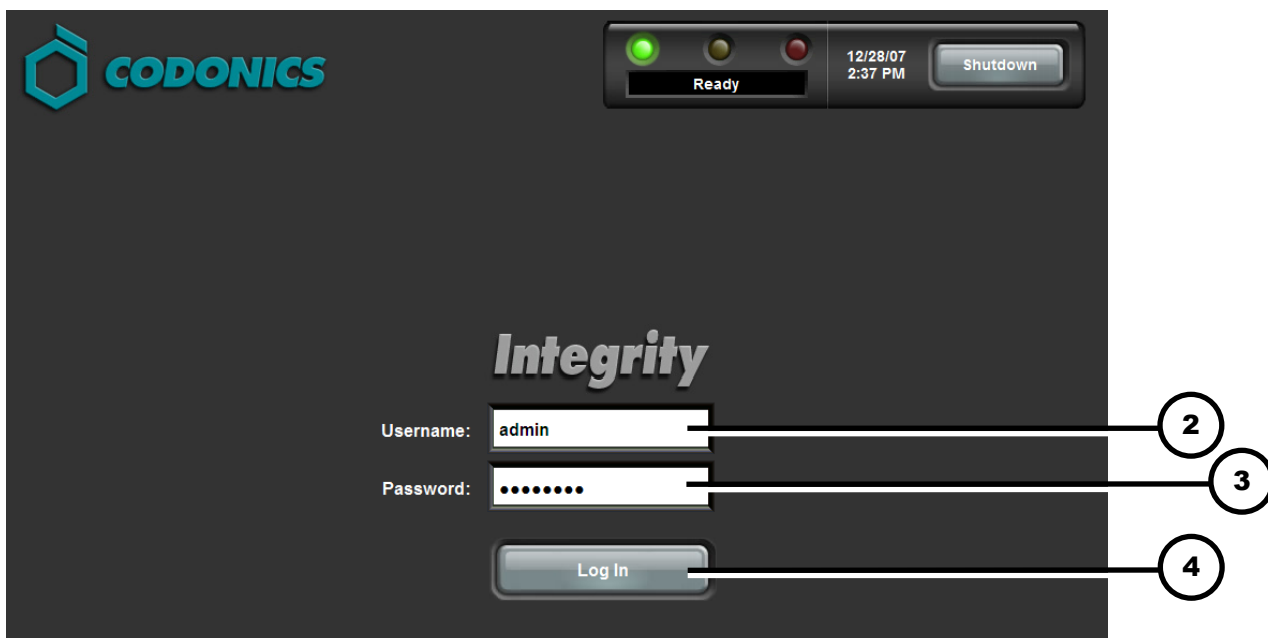 CODONICS
Ready
12/28/07
2:37 PM
Shutdown
Integrity
Username: admin
2
Password: ••••••••
3
Log In
4